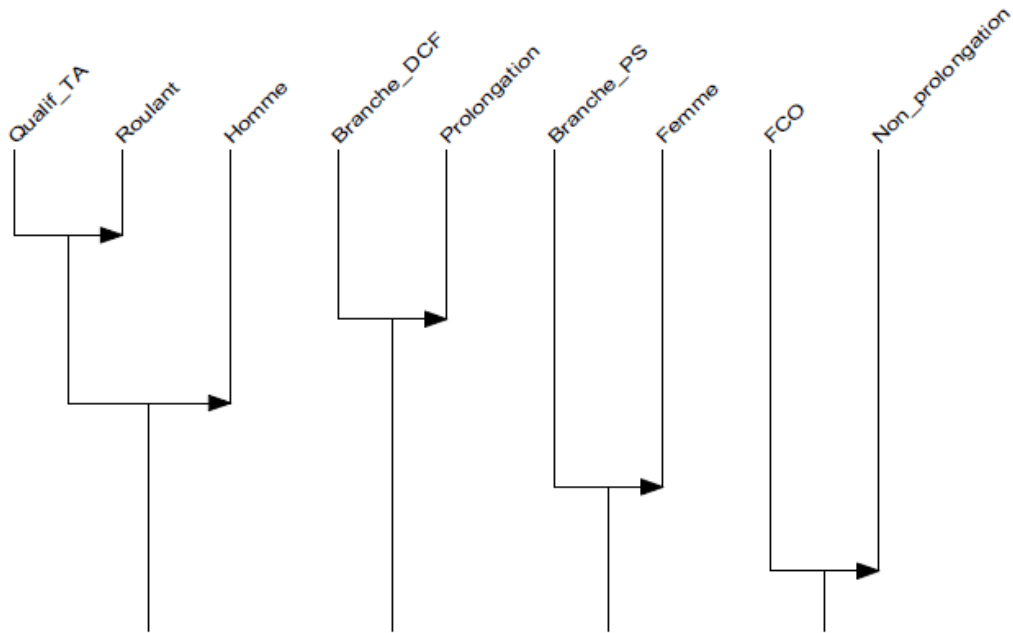 Qualif_TA
Roulant
Homme
Branche_DCF
Prolongation
Branche_PS
Femme
FCO
Non_prolongation